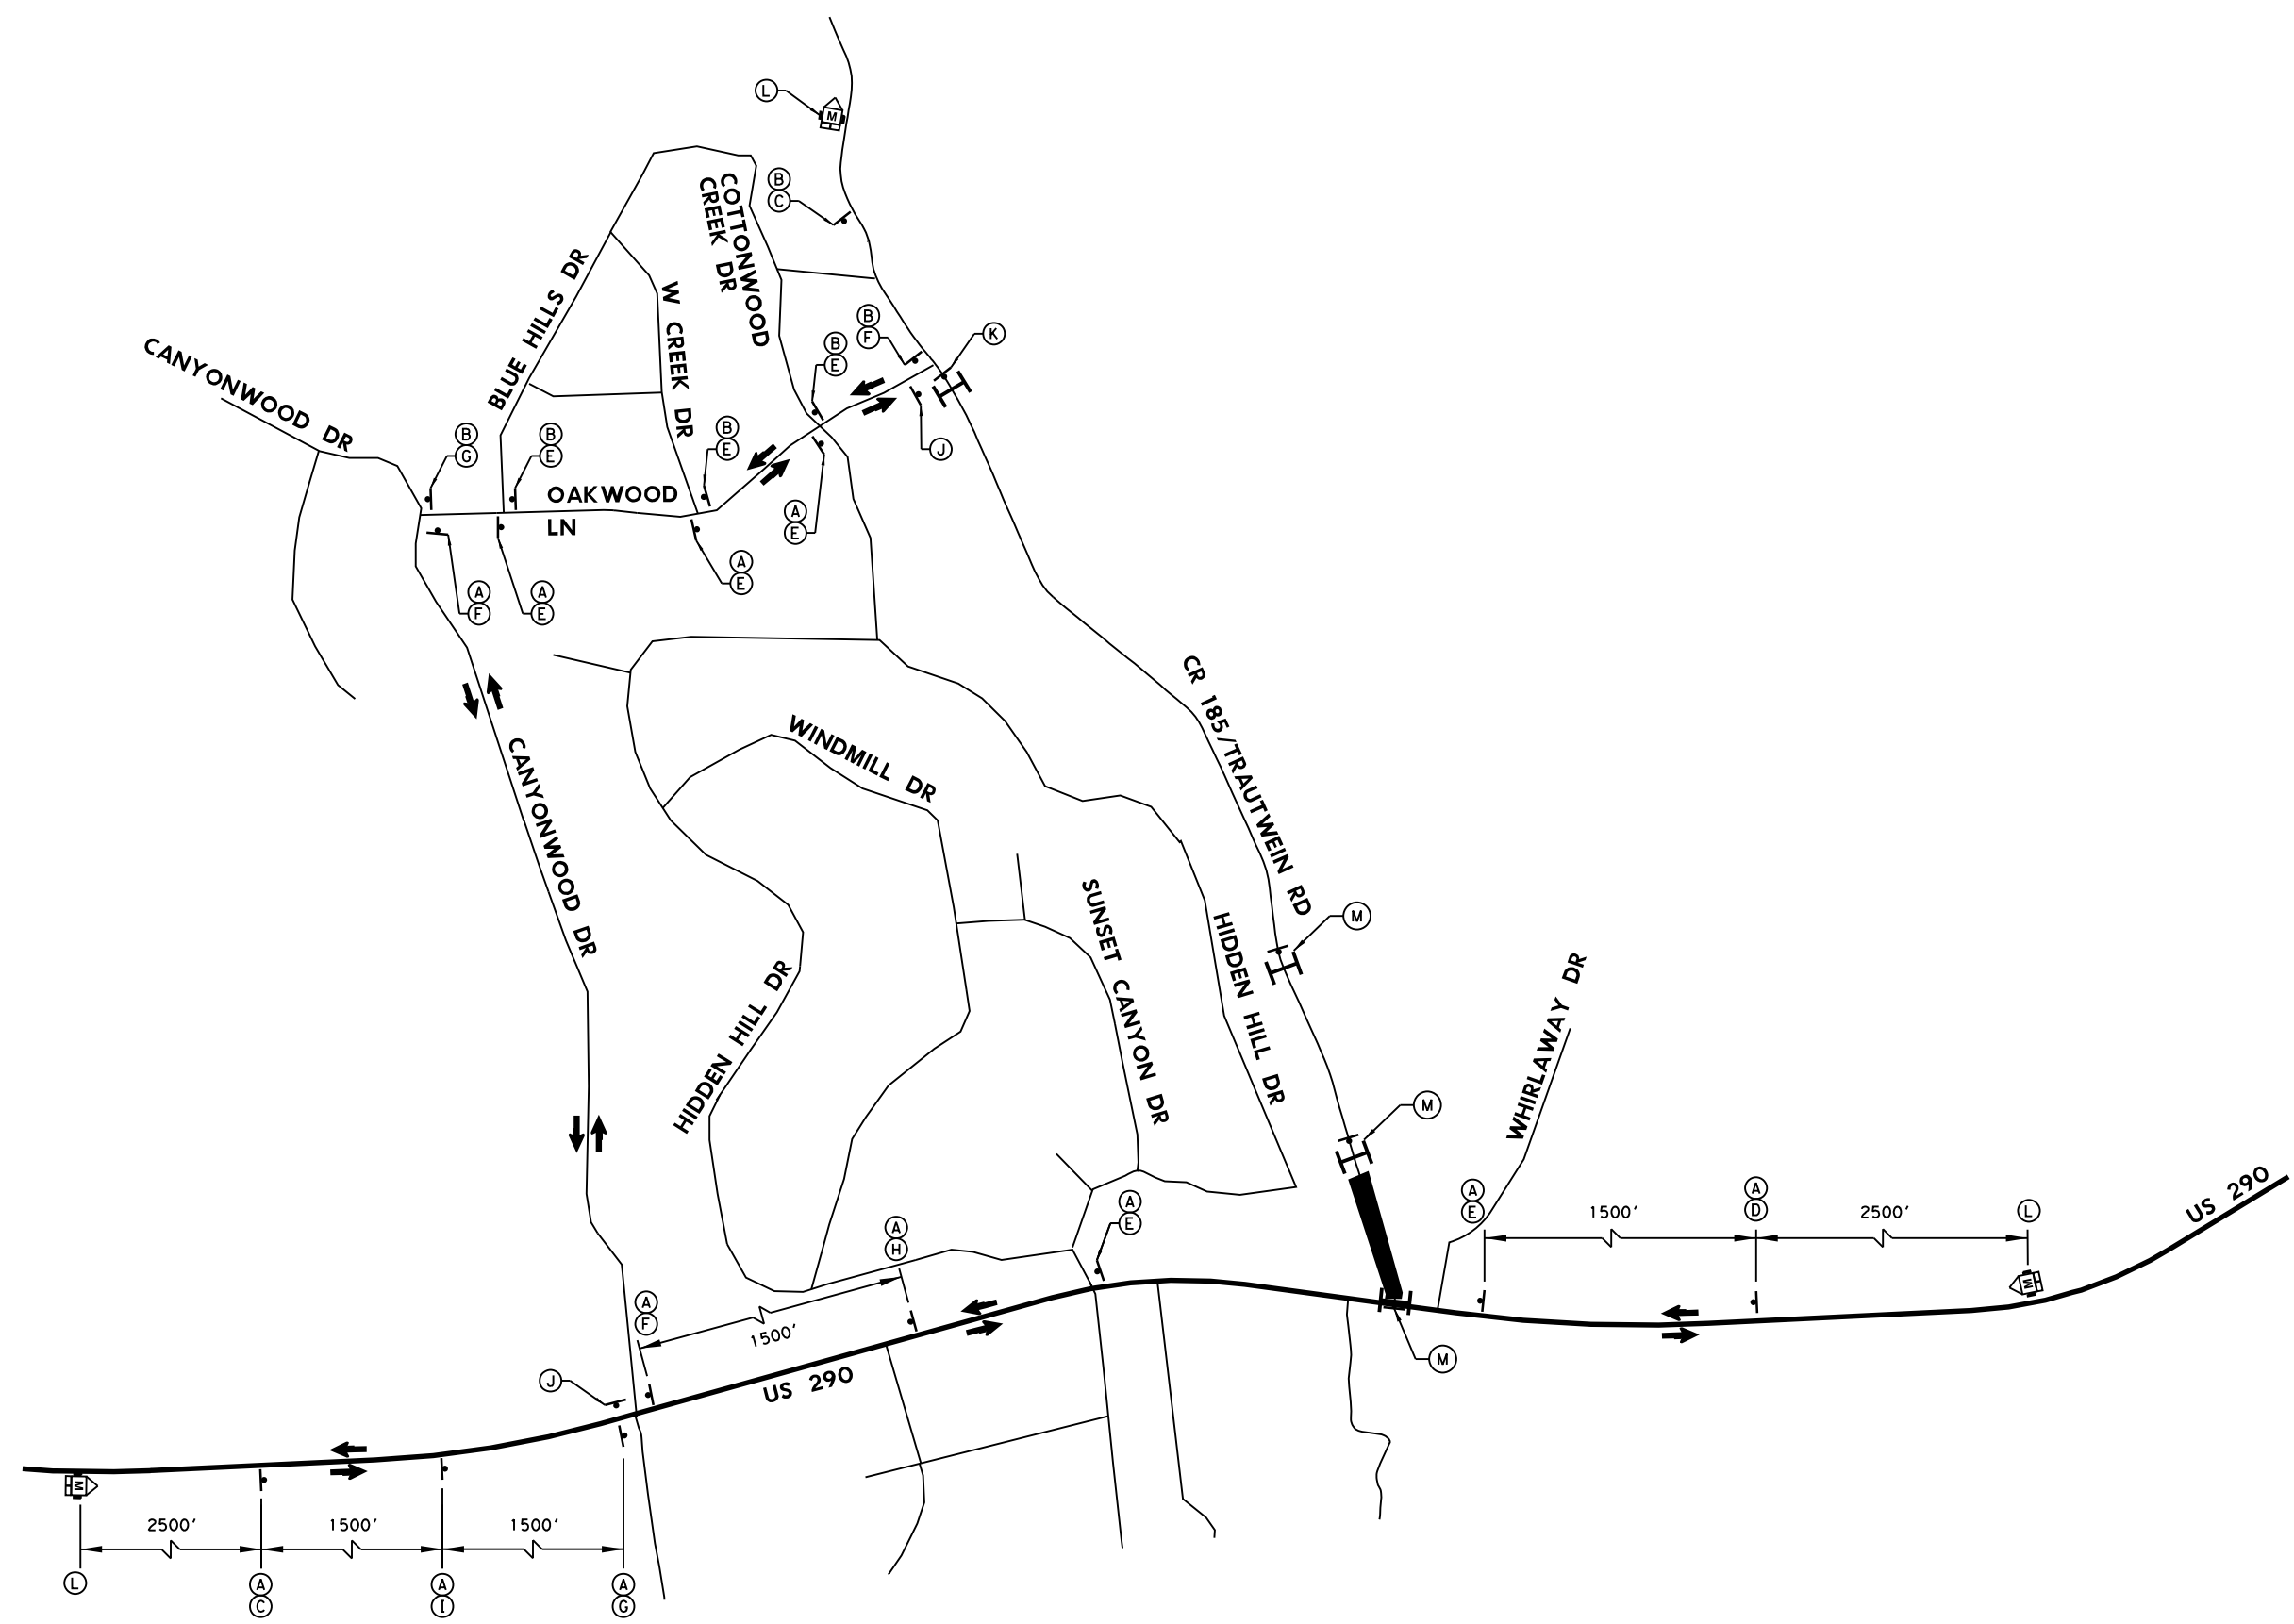 L
B
C
COTTONWOOD
CREEK DR
BLUE HILLS DR
W CREEK DR
CANYONWOOD DR
B
F
K
B
E
J
B
G
B
E
B
E
OAKWOOD
LN
A
E
A
E
A
F
A
E
CR 185/TRAUTWEIN RD
CANYONWOOD DR
WINDMILL DR
SUNSET CANYON DR
HIDDEN HILL DR
HIDDEN HILL DR
M
WHIRLAWAY DR
M
A
E
1500'
A
D
2500'
L
US 290
A
E
A
H
A
F
1500'
M
US 290
J
M
M
M
2500'
1500'
1500'
L
A
C
A
I
A
G